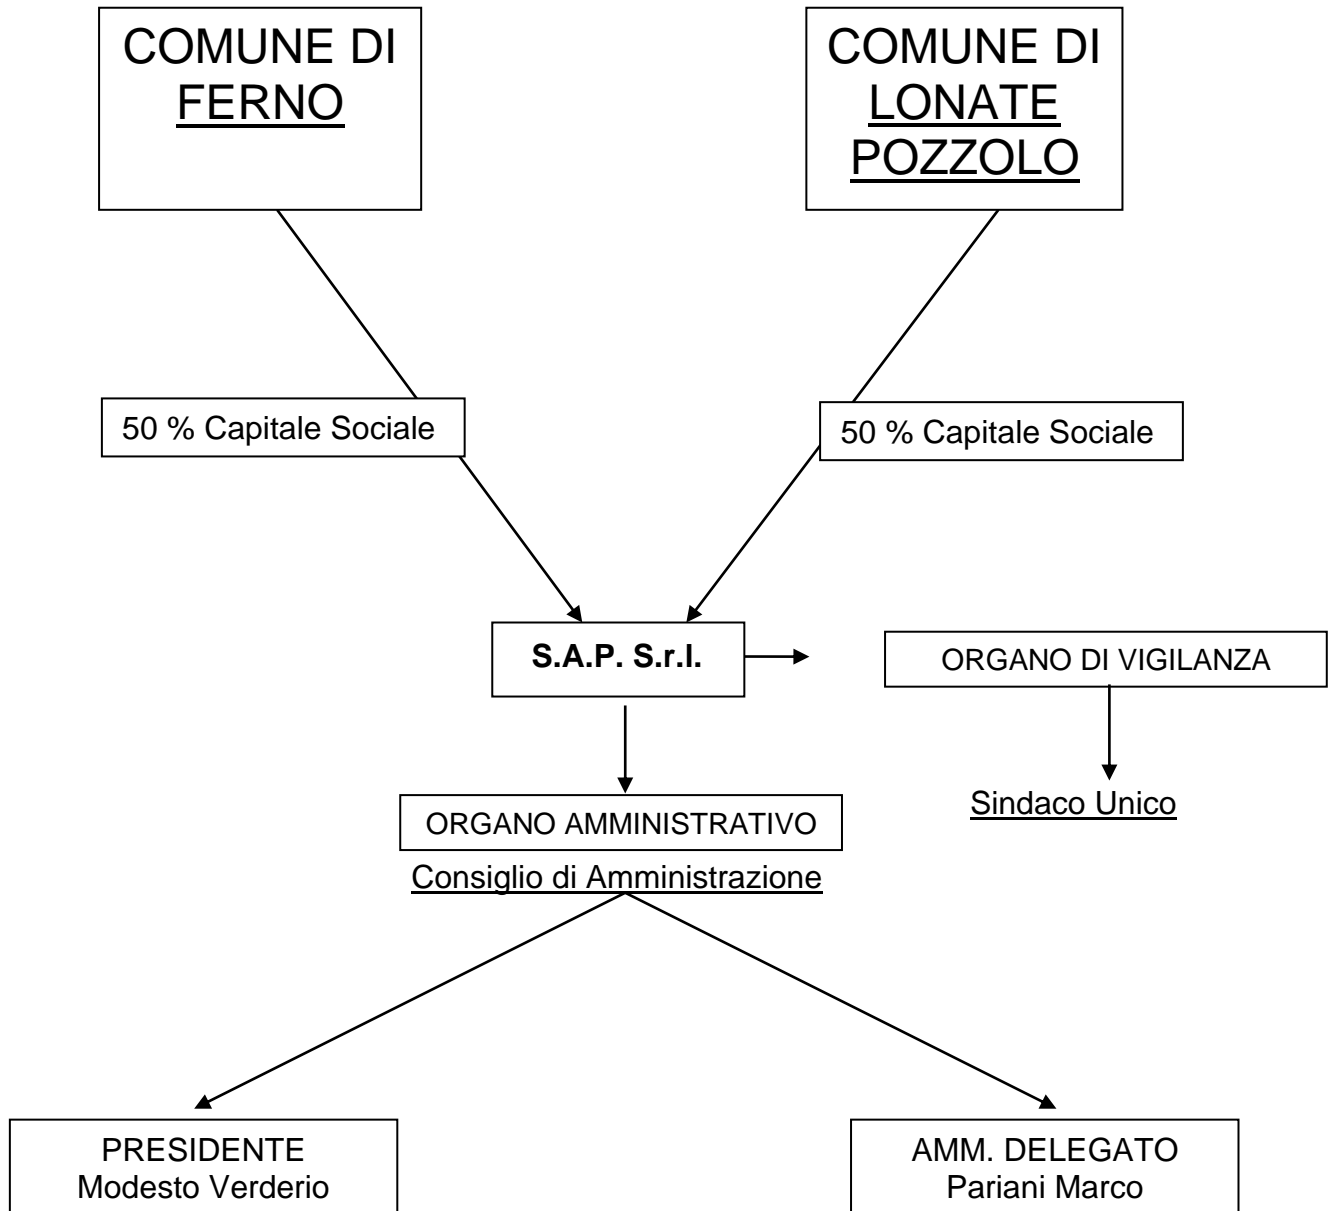 COMUNE DI
FERNO
COMUNE DI
LONATE
POZZOLO
50 % Capitale Sociale
50 % Capitale Sociale
S.A.P. S.r.l.
ORGANO DI VIGILANZA
Sindaco Unico
ORGANO AMMINISTRATIVO
Consiglio di Amministrazione
PRESIDENTE
Modesto Verderio
AMM. DELEGATO
Pariani Marco